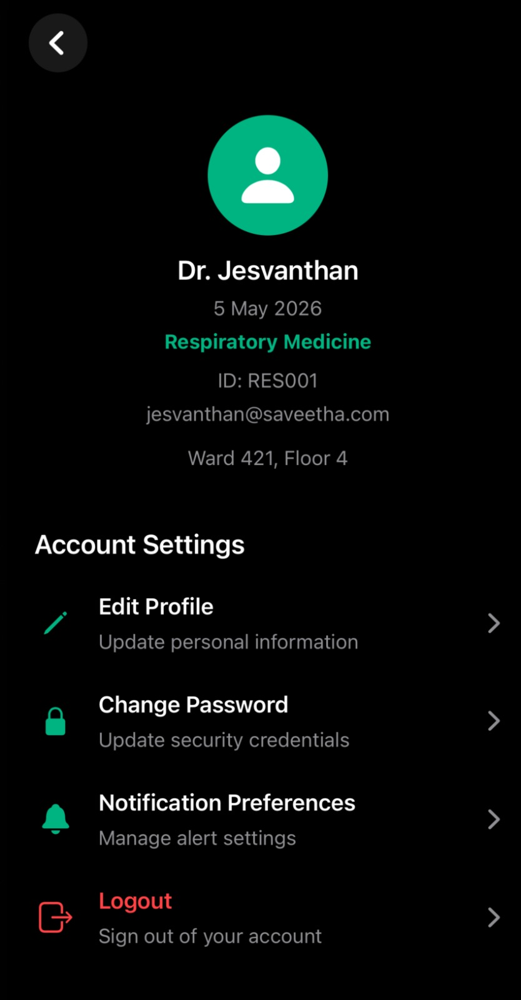 Dr. Jesvanthan
5 May 2026
Respiratory Medicine
ID: RES001
jesvanthan@saveetha.com
Ward 421, Floor 4
Account Settings
Edit Profile
Update personal information
Change Password
Update security credentials
Notification Preferences
Manage alert settings
Logout
Sign out of your account